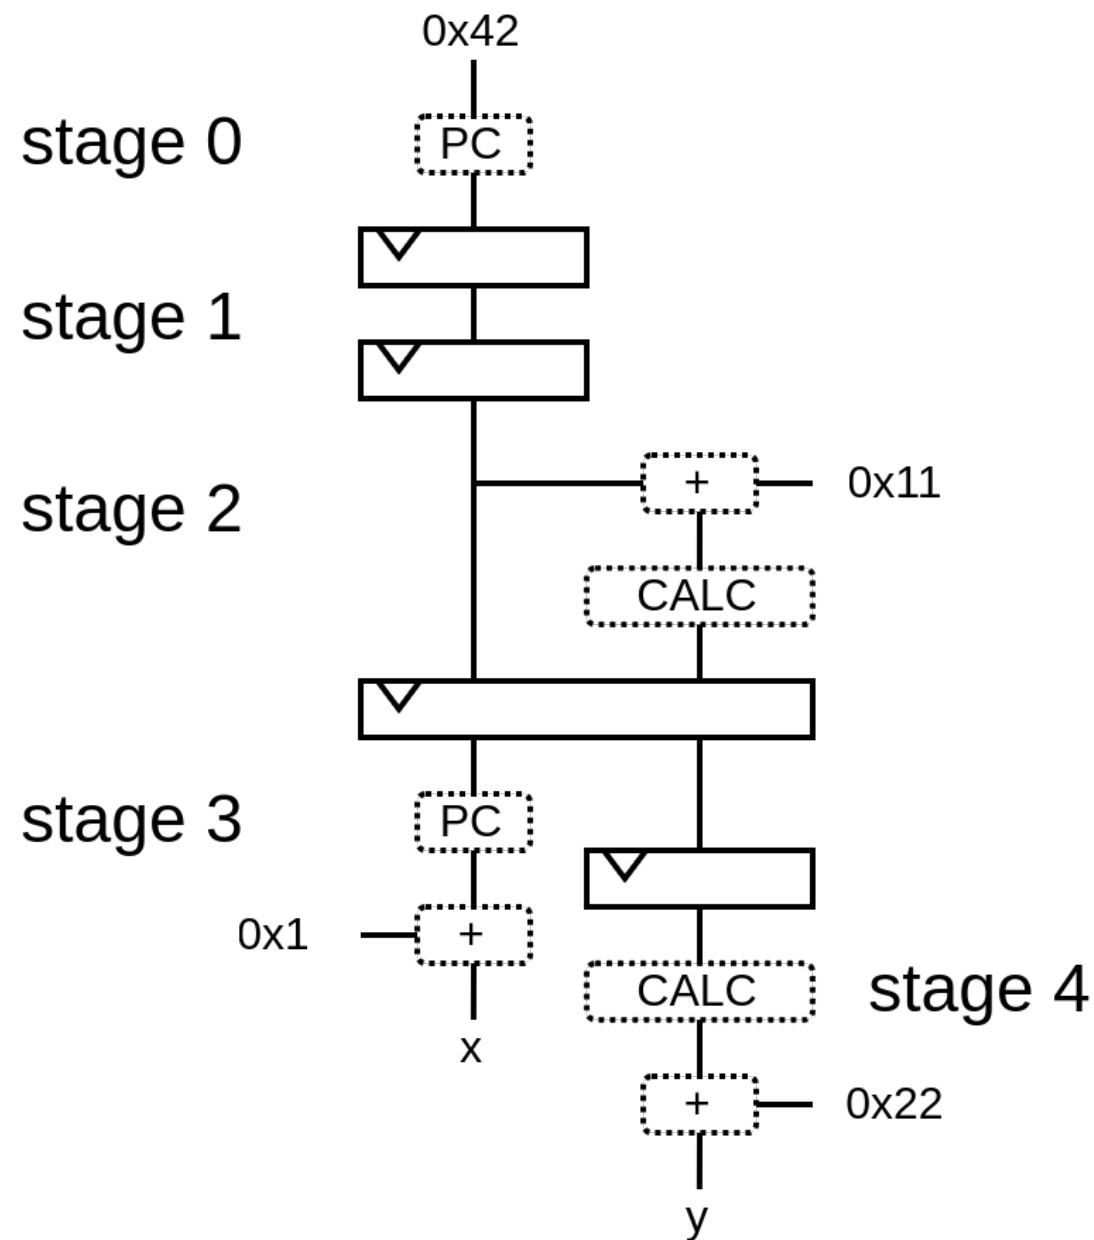 0x42
stage 0
PC
stage 1
+
0x11
stage 2
CALC
stage 3
PC
0x1
+
CALC
stage 4
x
+
0x22
y